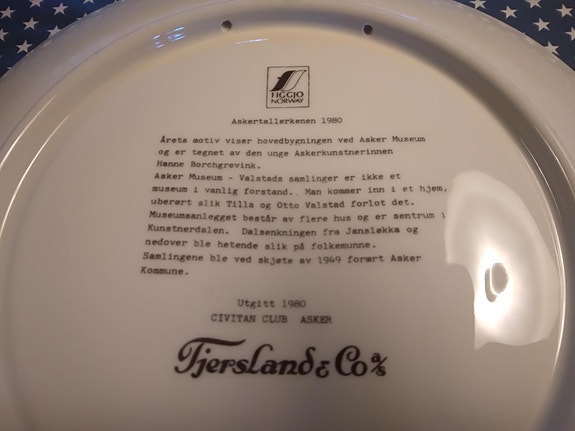 FIGGJO
NORWAY
Askertallerkenen 1980
Årets motiv viser hovedbygningen ved Asker Museum
og er tegnet av den unge Askerkunstnerinnen
Hanne Borchgrevink.
Asker Museum - Valstads samlinger er ikke et
museum i vanlig forstand. Man kommer inn i et hjem,
uberørt slik Tilla og Otto Valstad forlot det.
Museumsanlegget består av flere hus og er sentrum i
Kunstnerdalen. Dalsenkningen fra Jansløkka og
nedover ble hetende slik på folkemunne.
Samlingene ble ved skjøte av 1949 forært Asker
Kommune.
Utgitt 1980
CIVITAN CLUB ASKER
Tjersland & Co a/s